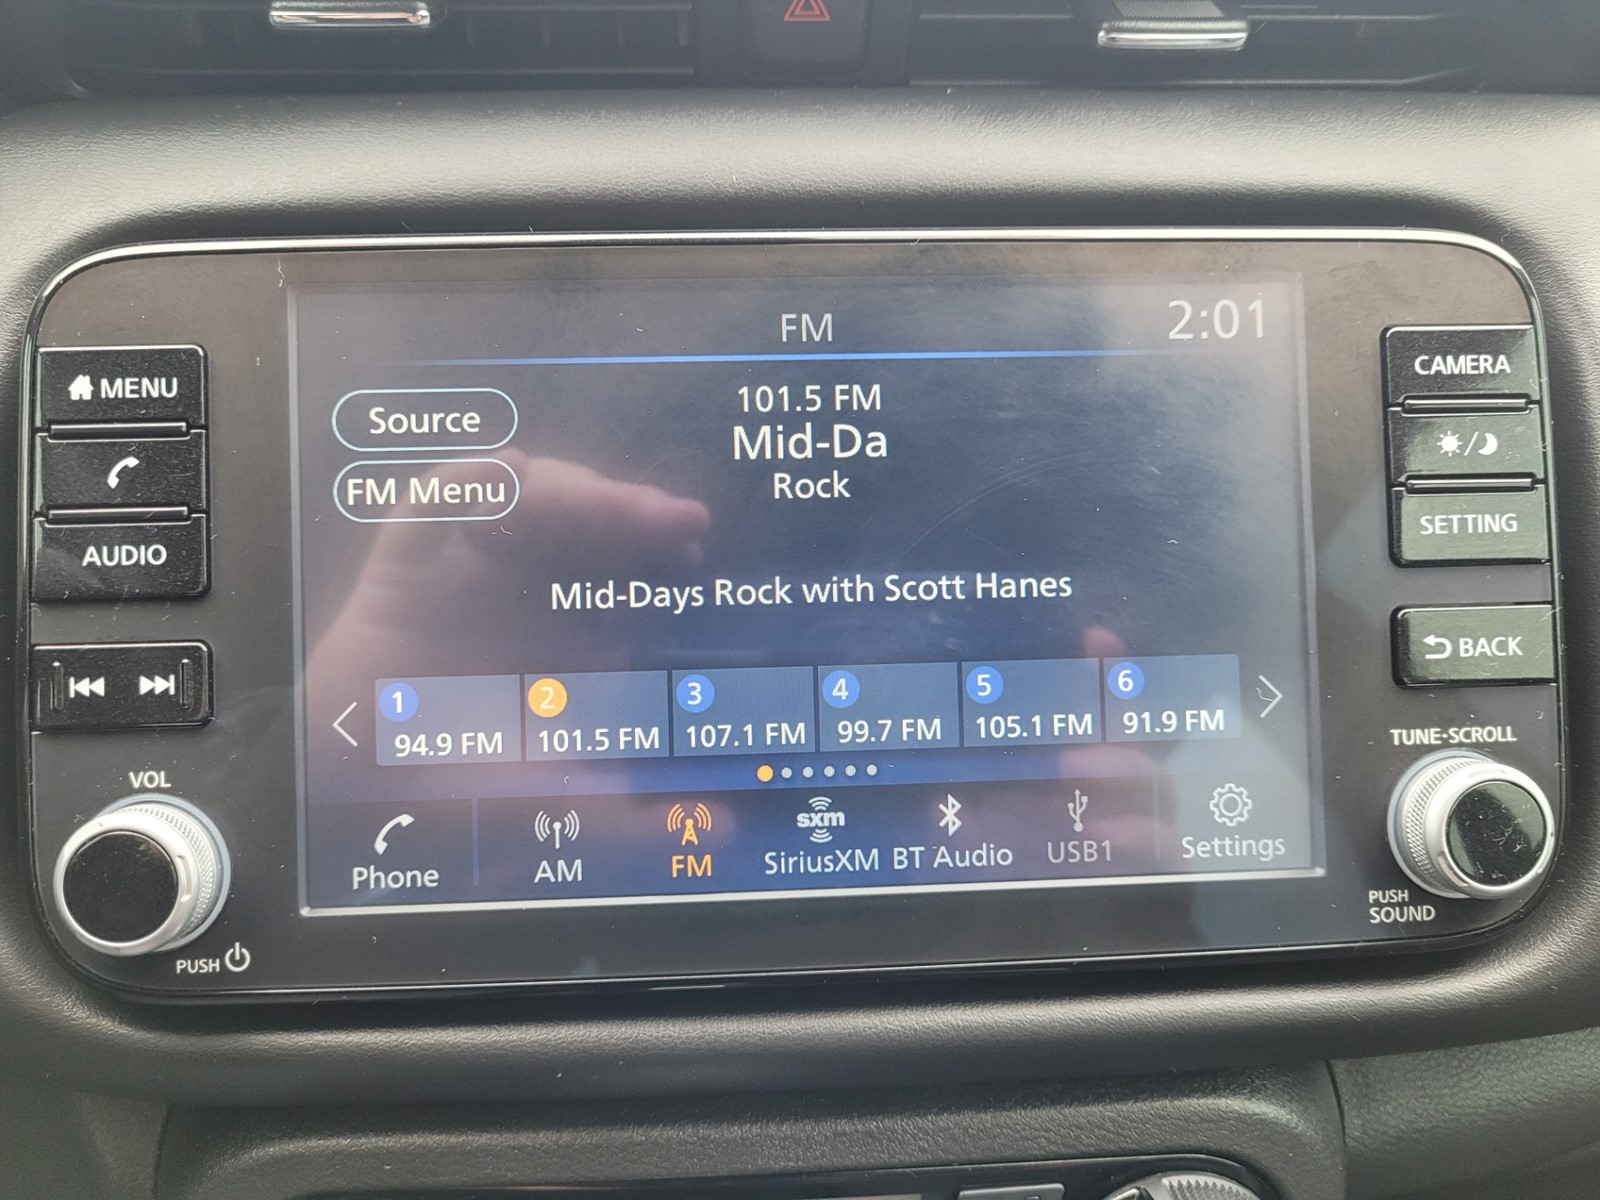 FM
2:01
MENU
AUDIO
VOL
PUSH
Source
FM Menu
101.5 FM
Mid-Da
Rock
Mid-Days Rock with Scott Hanes
1
94.9 FM
2
101.5 FM
3
107.1 FM
4
99.7 FM
5
105.1 FM
6
91.9 FM
Phone
AM
FM
sxm
SiriusXM
BT Audio
USB1
Settings
CAMERA
SETTING
BACK
TUNE·SCROLL
PUSH
SOUND